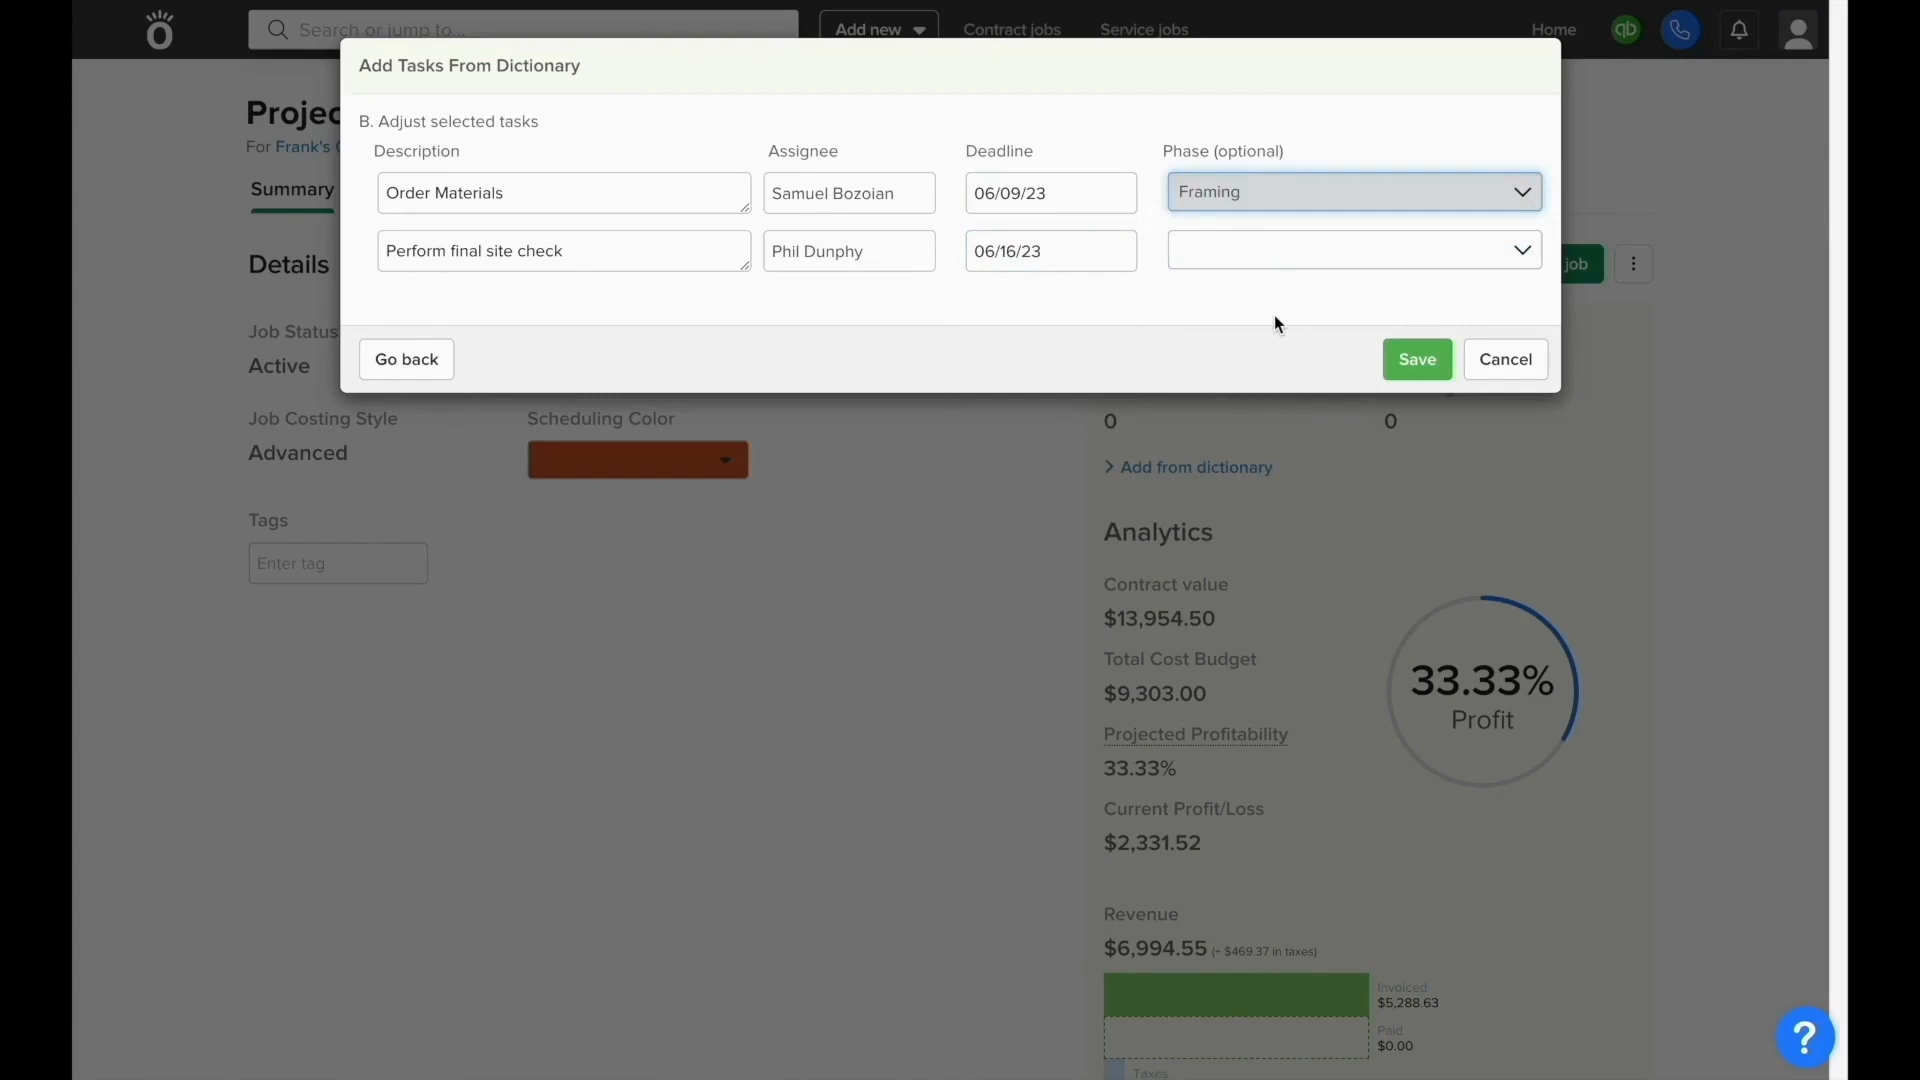 Search or jump to...
Add new
Contract jobs
Service jobs
Home
qb
Add Tasks From Dictionary
Projec
For Frank's
Summary
B. Adjust selected tasks
Description
Assignee
Deadline
Phase (optional)
Order Materials
Samuel Bozoian
06/09/23
Framing
Perform final site check
Phil Dunphy
06/16/23
Details
job
Job Status
Active
Go back
Save
Cancel
Job Costing Style
Scheduling Color
Advanced
0
0
Add from dictionary
Tags
Enter tag
Analytics
Contract value
$13,954.50
Total Cost Budget
$9,303.00
33.33%
Profit
Projected Profitability
33.33%
Current Profit/Loss
$2,331.52
Revenue
$6,994.55 (+ $469.37 in taxes)
Invoiced
$5,288.63
Paid
$0.00
Taxes
?